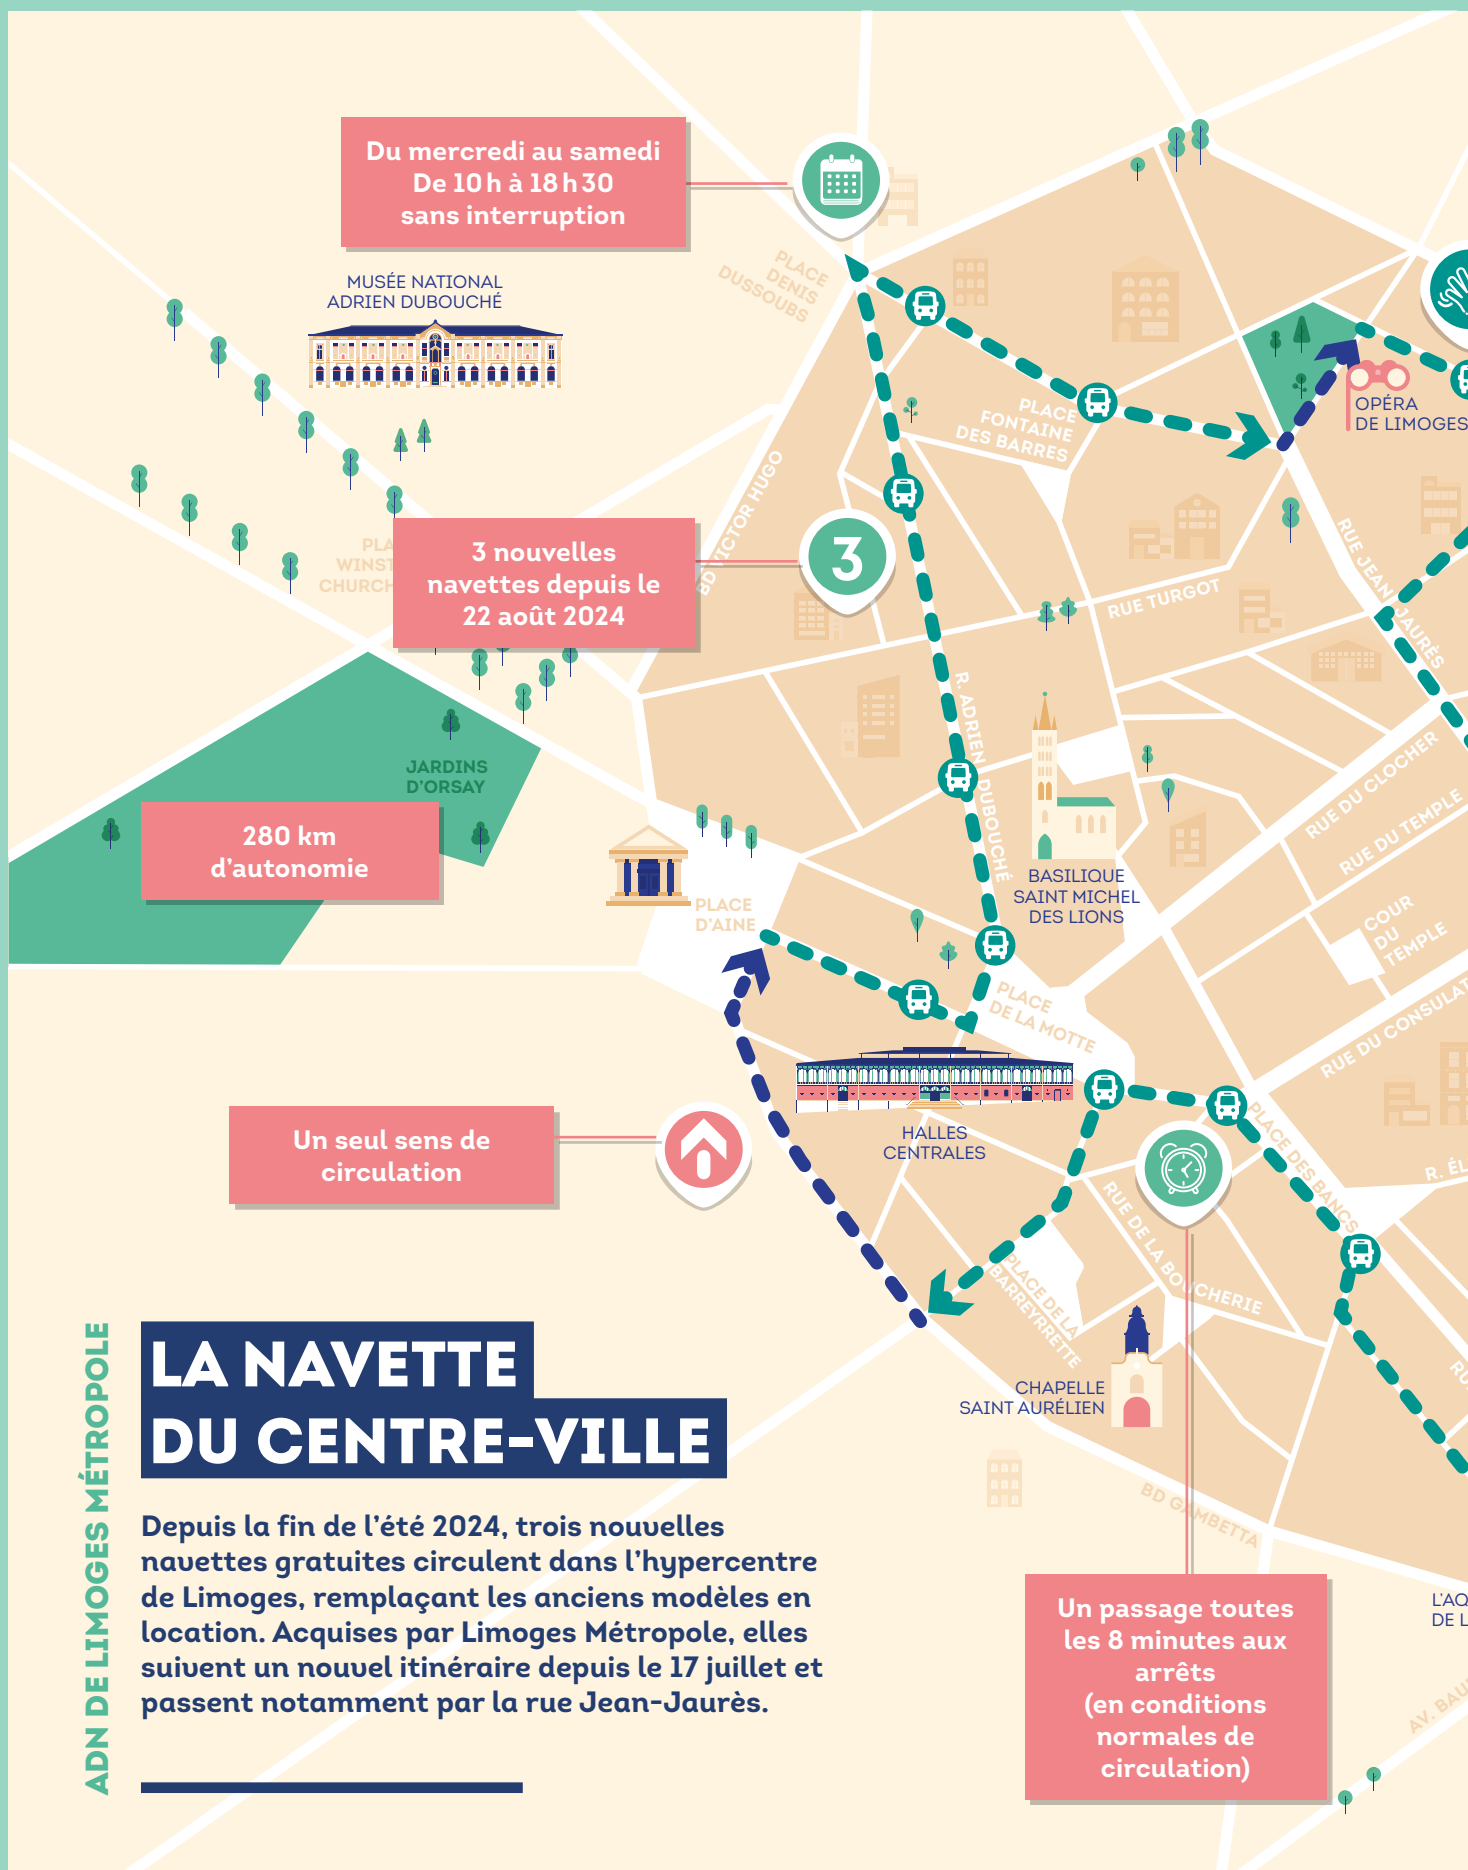 Du mercredi au samedi
De 10 h à 18 h 30
sans interruption
MUSÉE NATIONAL
ADRIEN DUBOUCHÉ
PLACE
DENIS
DUSSOUBS
PLACE
FONTAINE
DES BARRES
OPÉRA
DE LIMOGES
BD VICTOR HUGO
3 nouvelles
navettes depuis le
22 août 2024
3
RUE TURGOT
RUE JEAN JAURÈS
R. ADRIEN DUBOUCHÉ
JARDINS
D'ORSAY
280 km
d'autonomie
PLACE
D'AINE
BASILIQUE
SAINT MICHEL
DES LIONS
RUE DU CLOCHER
RUE DU TEMPLE
COUR
DU
TEMPLE
PLACE
DE LA MOTTE
RUE DU CONSULAT
HALLES
CENTRALES
PLACE DES BANCS
Un seul sens de
circulation
RUE DE LA BOUCHERIE
PLACE DE LA
BARREYRRETTE
CHAPELLE
SAINT AURÉLIEN
BD GAMBETTA
ADN DE LIMOGES MÉTROPOLE
LA NAVETTE
DU CENTRE-VILLE
Depuis la fin de l'été 2024, trois nouvelles
navettes gratuites circulent dans l'hypercentre
de Limoges, remplaçant les anciens modèles en
location. Acquises par Limoges Métropole, elles
suivent un nouvel itinéraire depuis le 17 juillet et
passent notamment par la rue Jean-Jaurès.
Un passage toutes
les 8 minutes aux
arrêts
(en conditions
normales de
circulation)